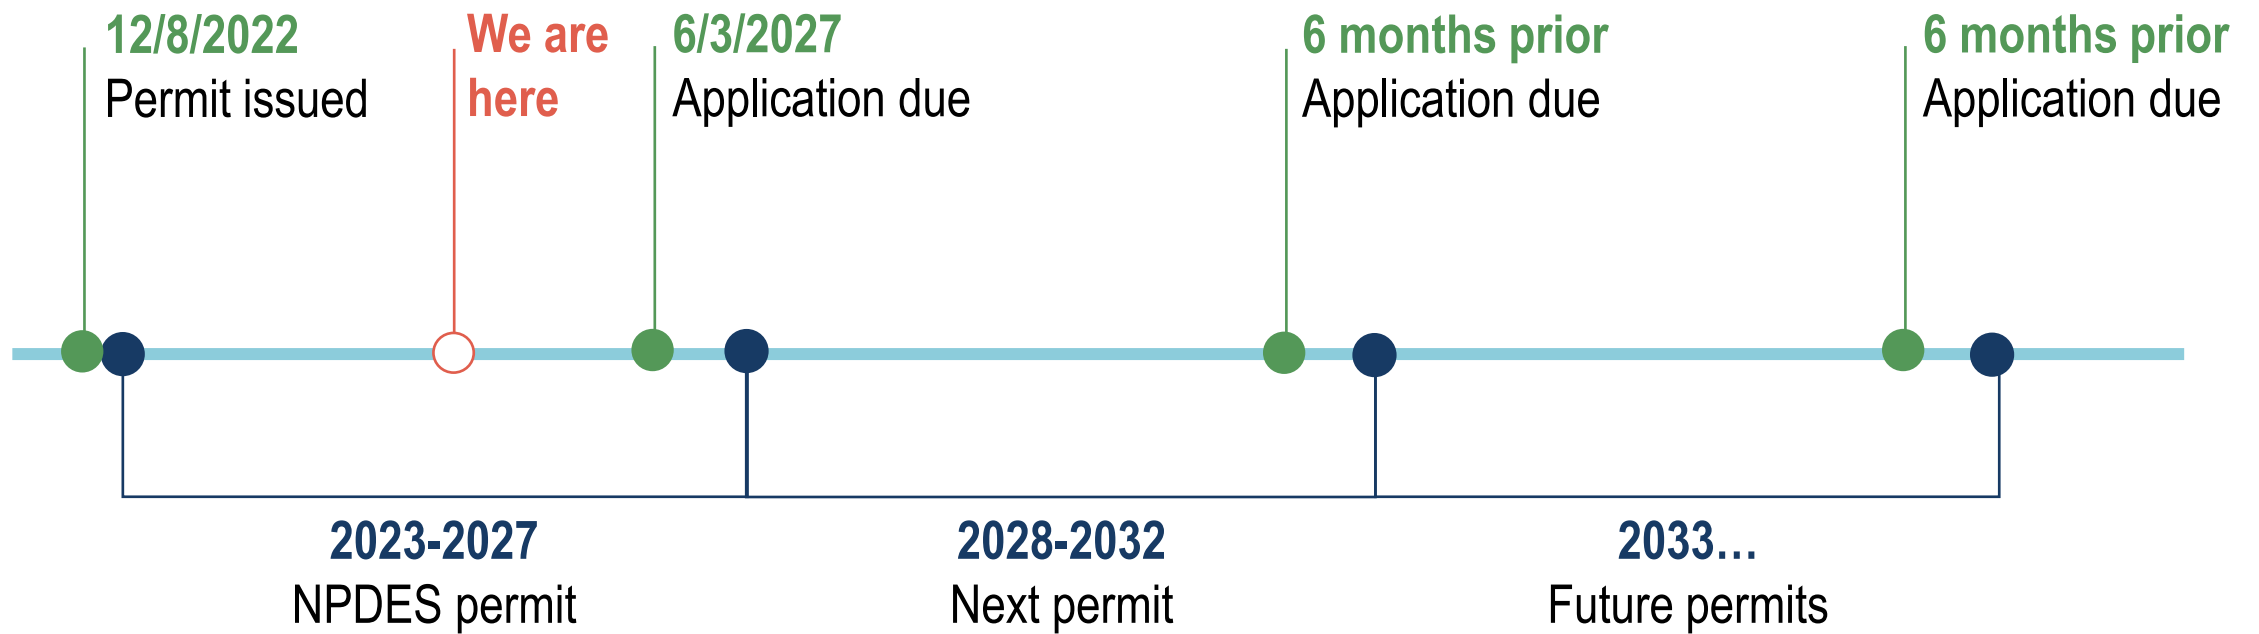 12/8/2022
Permit issued
We are
here
6/3/2027
Application due
6 months prior
Application due
6 months prior
Application due
2023-2027
NPDES permit
2028-2032
Next permit
2033...
Future permits